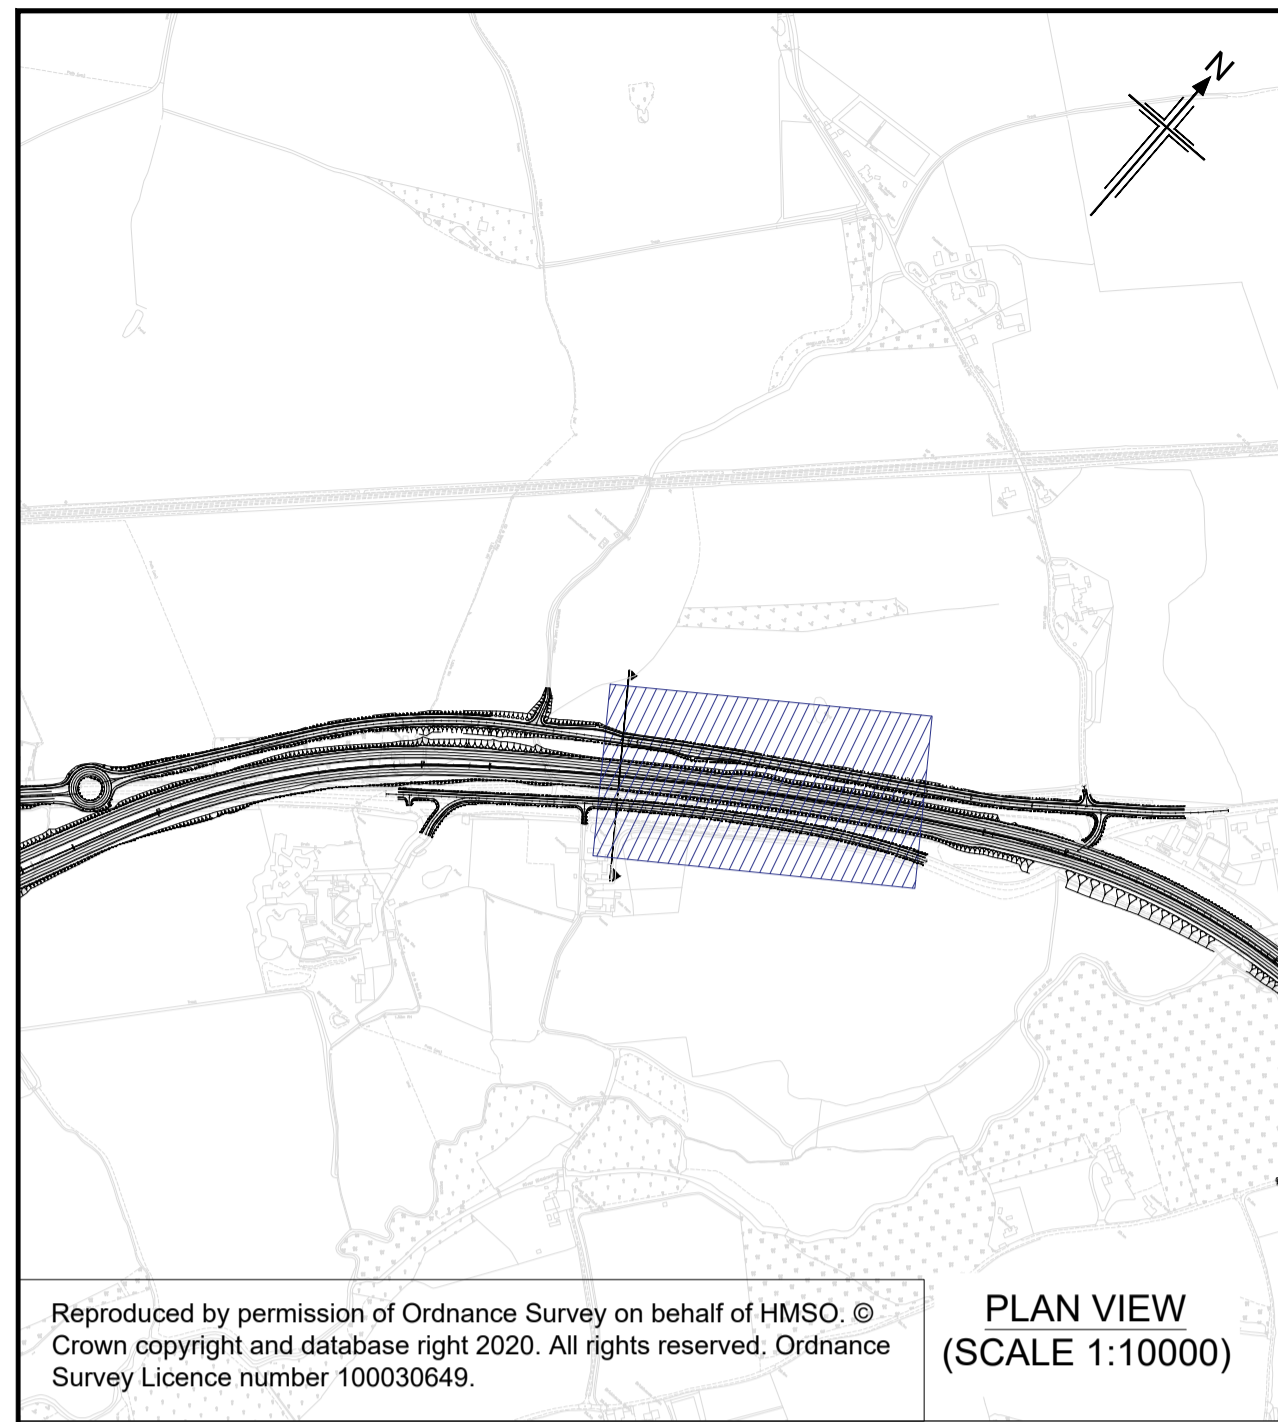 N
Reproduced by permission of Ordnance Survey on behalf of HMSO. ©
Crown copyright and database right 2020. All rights reserved. Ordnance
Survey Licence number 100030649.
PLAN VIEW
(SCALE 1:10000)